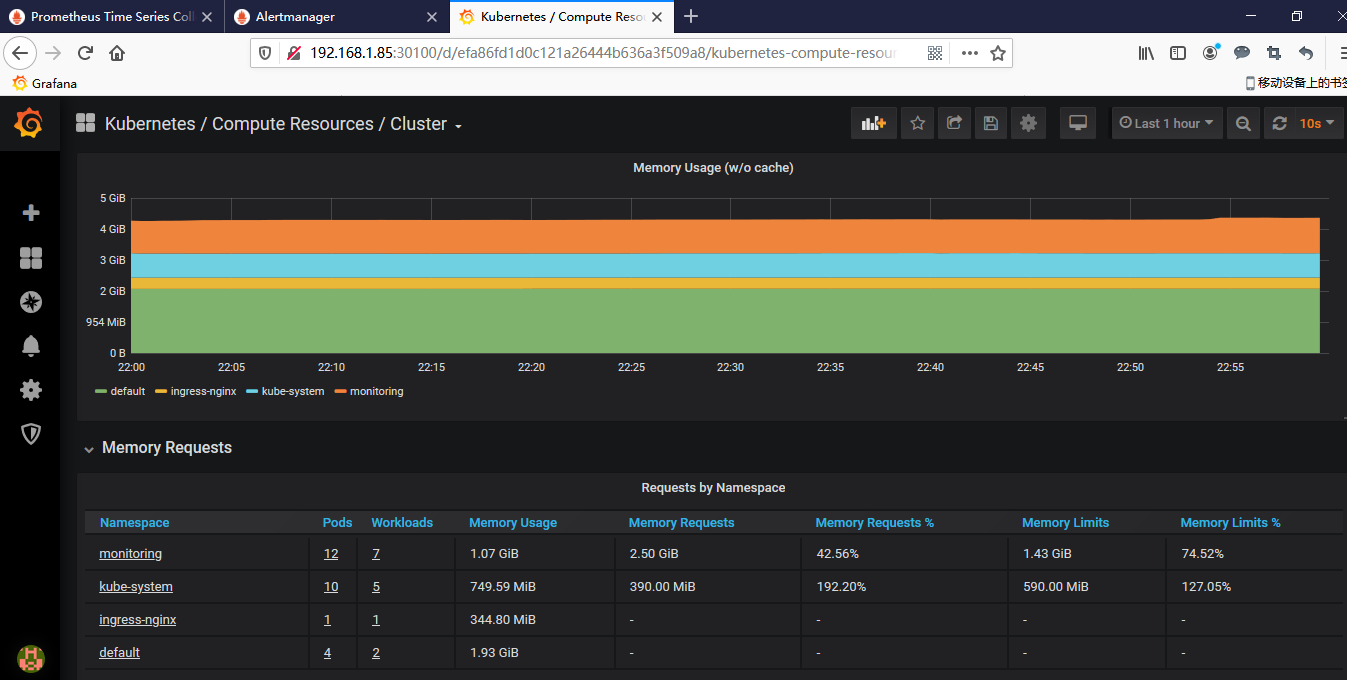 Prometheus Time Series Coll
Alertmanager
Kubernetes / Compute Reso
192.168.1.85:30100/d/efa86fd1d0c121a26444b636a3f509a8/kubernetes-compute-resour
Grafana
移动设备上的书签
Kubernetes / Compute Resources / Cluster
Last 1 hour
10s
Memory Usage (w/o cache)
5 GiB
4 GiB
3 GiB
2 GiB
954 MiB
0 B
22:00 22:05 22:10 22:15 22:20 22:25 22:30 22:35 22:40 22:45 22:50 22:55
default ingress-nginx kube-system monitoring
Memory Requests
Requests by Namespace
Namespace Pods Workloads Memory Usage Memory Requests Memory Requests % Memory Limits Memory Limits %
monitoring 12 7 1.07 GiB 2.50 GiB 42.56% 1.43 GiB 74.52%
kube-system 10 5 749.59 MiB 390.00 MiB 192.20% 590.00 MiB 127.05%
ingress-nginx 1 1 344.80 MiB - - - -
default 4 2 1.93 GiB - - - -